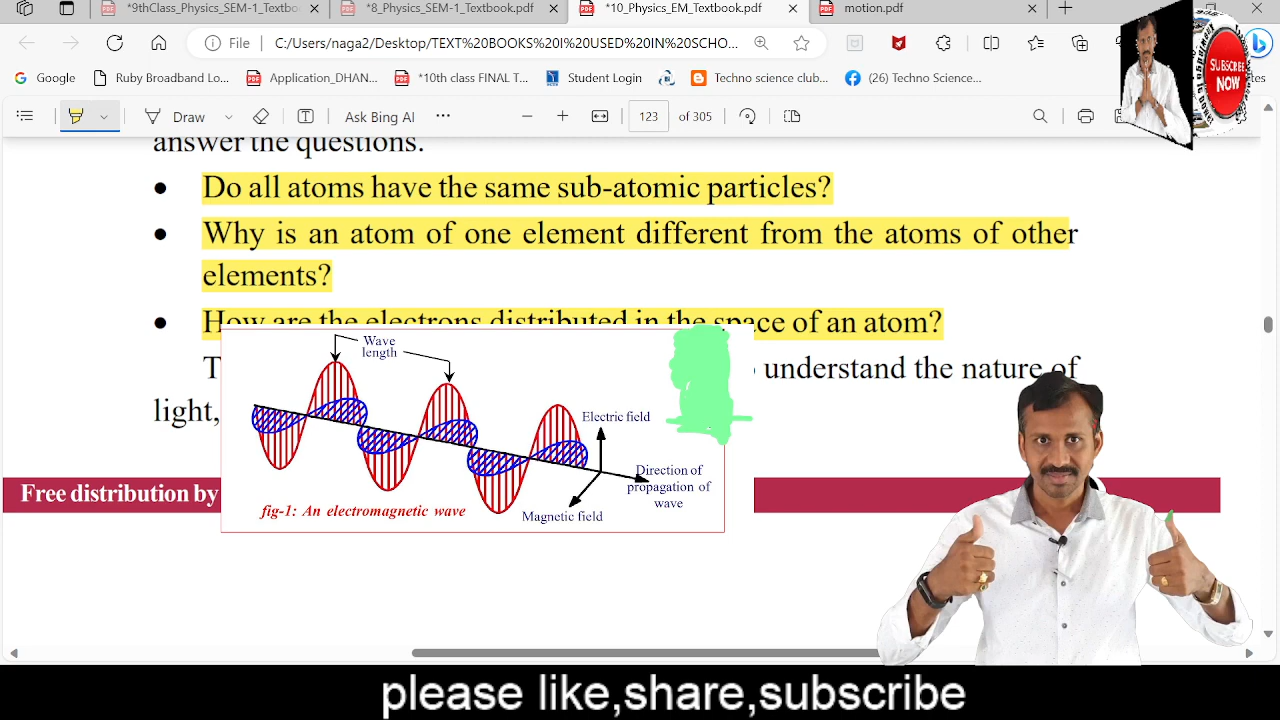 *9thClass_Physics_SEM-1_Textbo
*8_Physics_SEM-1_Textbook.pdf
*10_Physics_EM_Textbook.pdf
motion.pdf
File
C:/Users/naga2/Desktop/TEXT%20BOOKS%20I%20USED%20IN%20SCHO...
Google
Ruby Broadband Lo...
Application_DHAN...
*10th class FINAL T...
Student Login
Techno science club...
(26) Techno Science...
SUBSCRIBE
NOW
Draw
Ask Bing AI
123
of 305
answer the questions.
• Do all atoms have the same sub-atomic particles?
• Why is an atom of one element different from the atoms of other
elements?
• How are the electrons distributed in the space of an atom?
understand the nature of
light,
Wave
length
Electric field
Direction of
propagation of
wave
Magnetic field
fig-1: An electromagnetic wave
Free distribution by
please like,share,subscribe